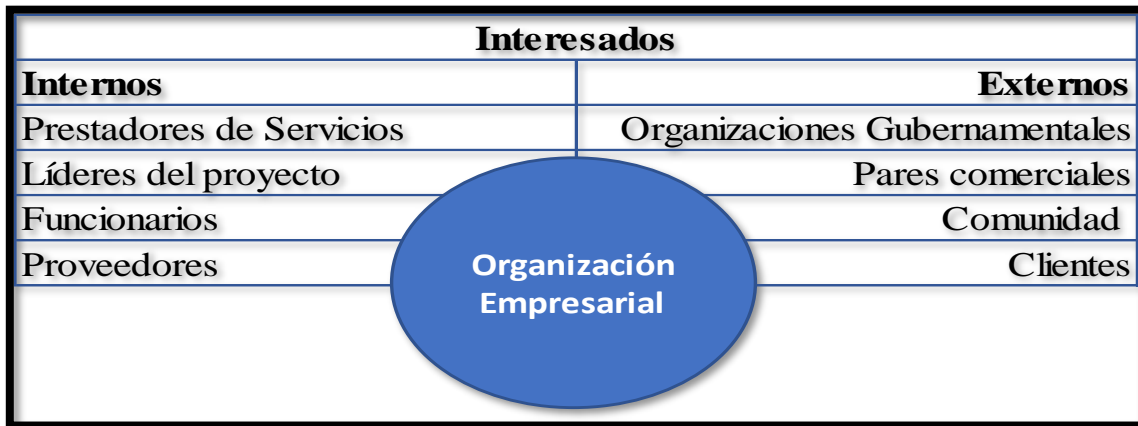 Interesados
Internos Externos
Prestadores de Servicios Organizaciones Gubernamentales
Líderes del proyecto Pares comerciales
Funcionarios Comunidad
Proveedores Clientes
Organización
Empresarial